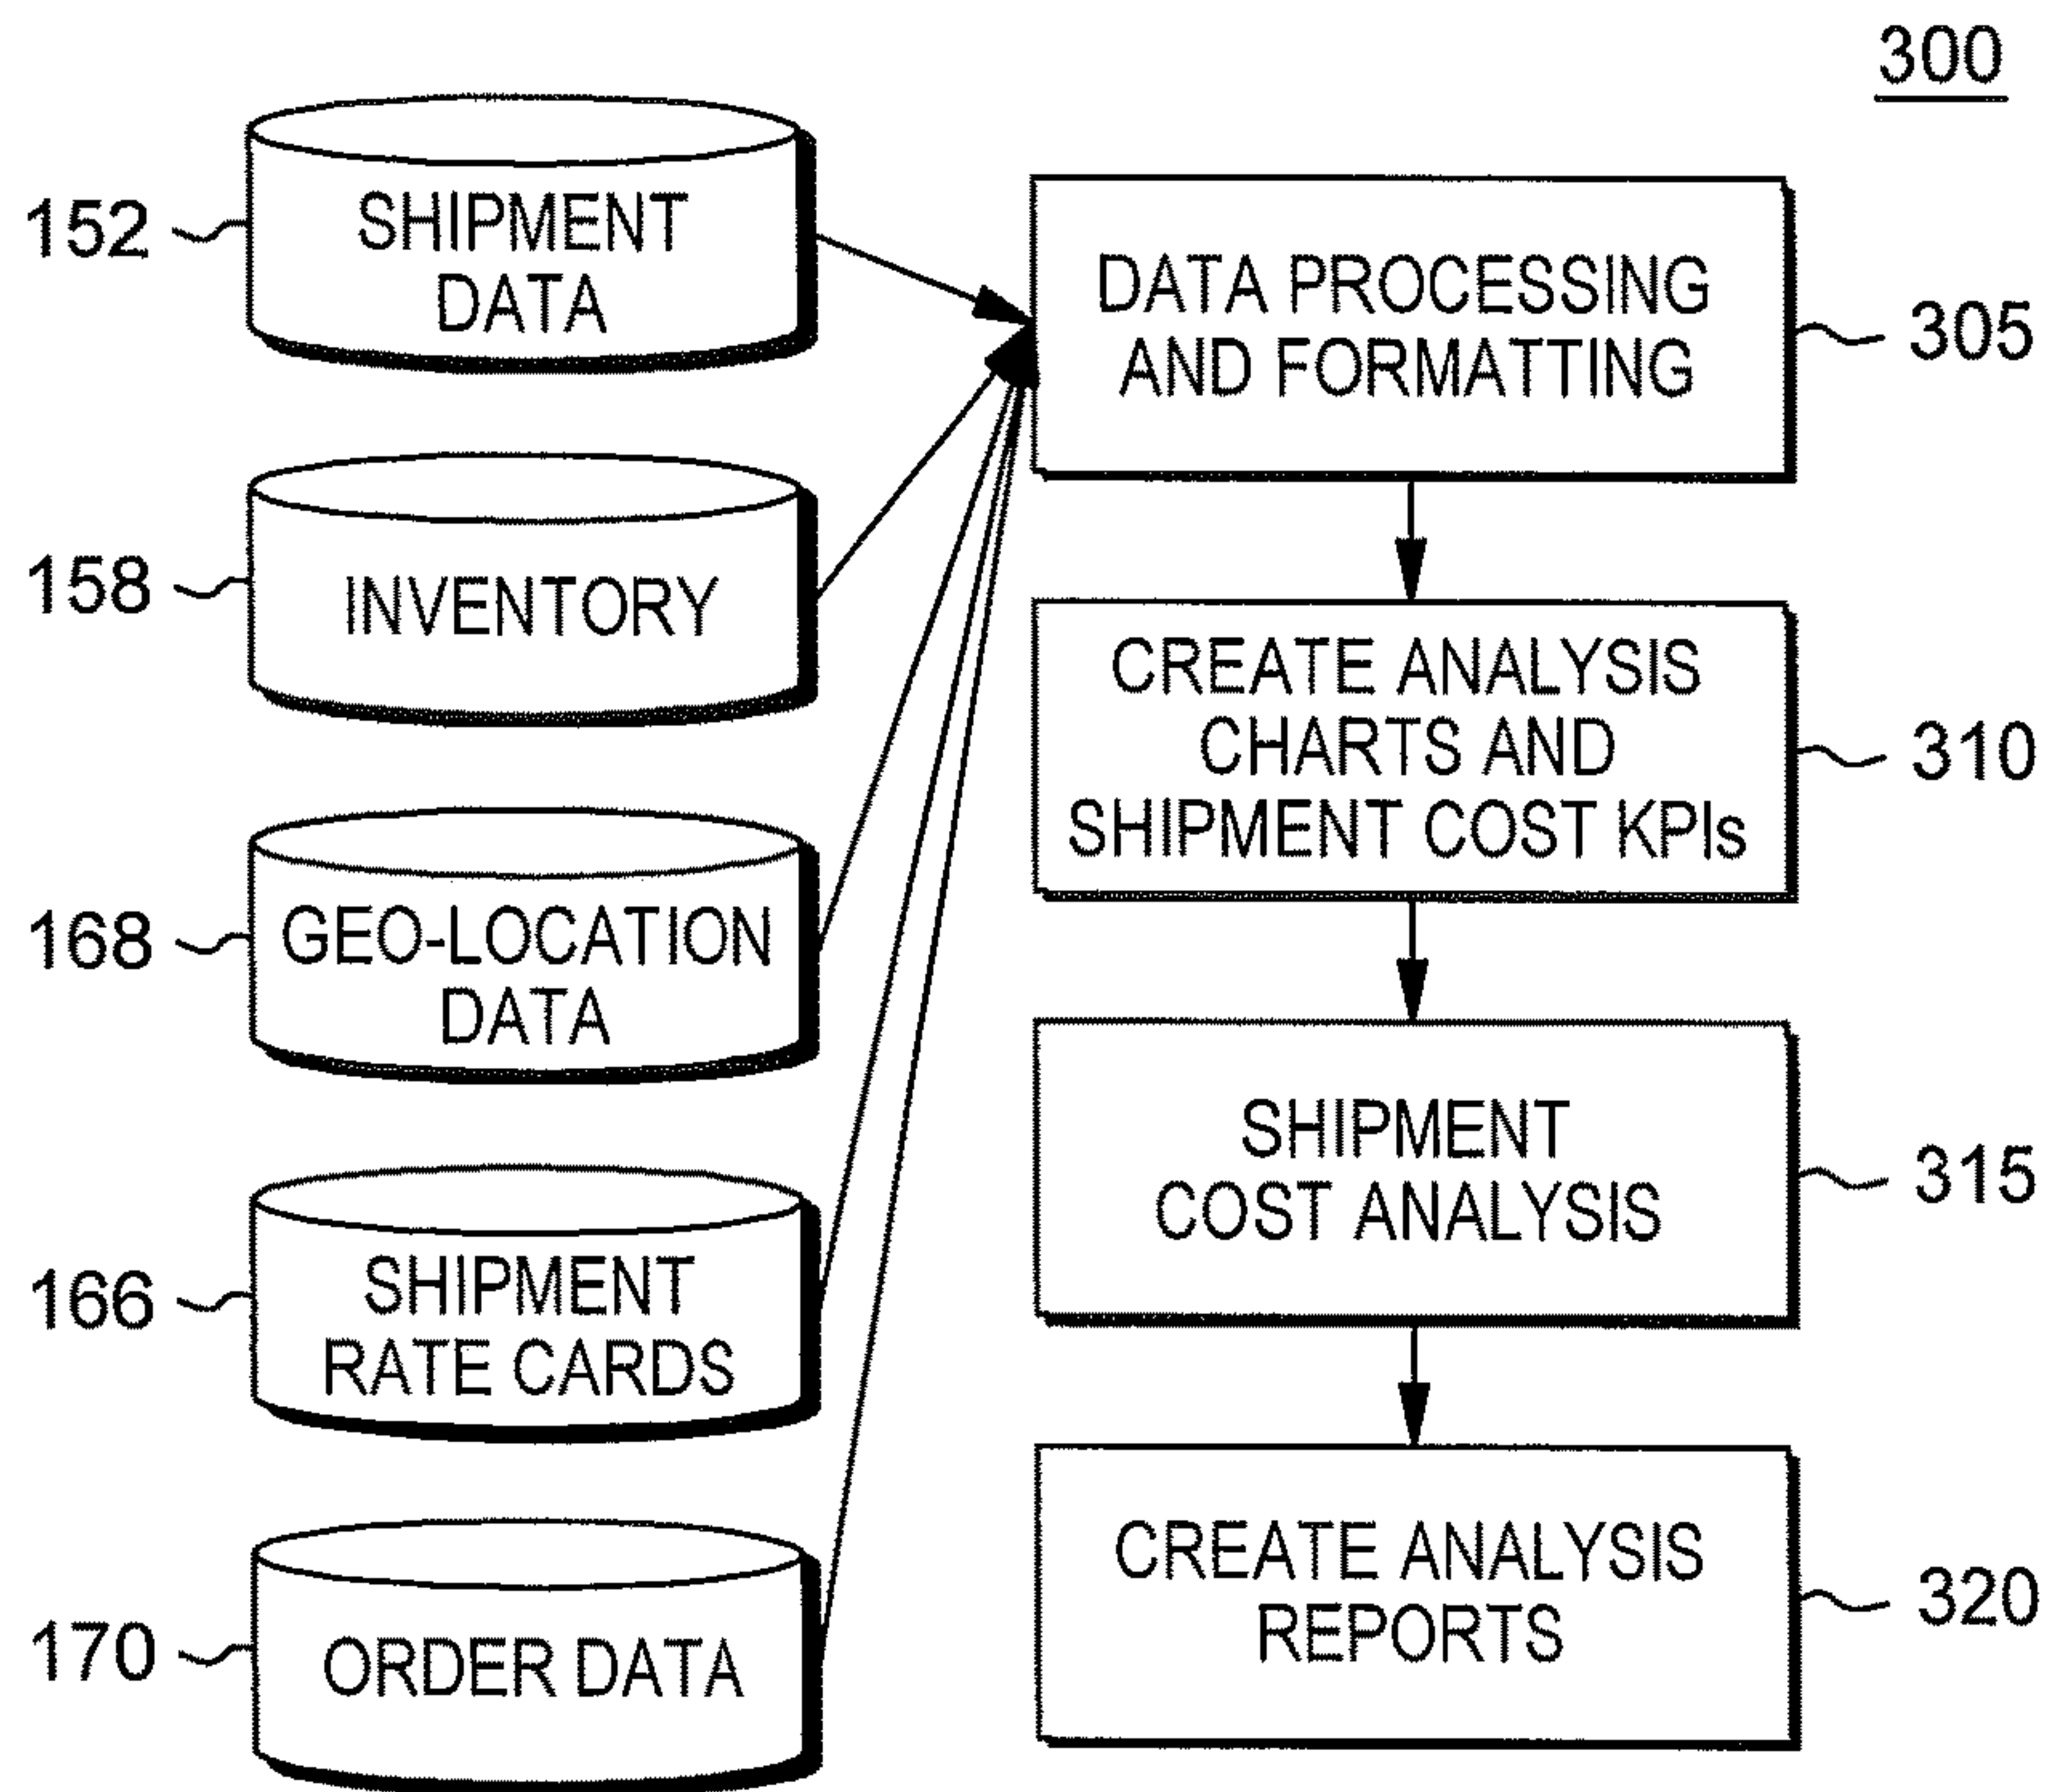 300
152
SHIPMENT
DATA
158
INVENTORY
168
GEO-LOCATION
DATA
166
SHIPMENT
RATE CARDS
170
ORDER DATA
DATA PROCESSING
AND FORMATTING
305
CREATE ANALYSIS
CHARTS AND
SHIPMENT COST KPIs
310
SHIPMENT
COST ANALYSIS
315
CREATE ANALYSIS
REPORTS
320